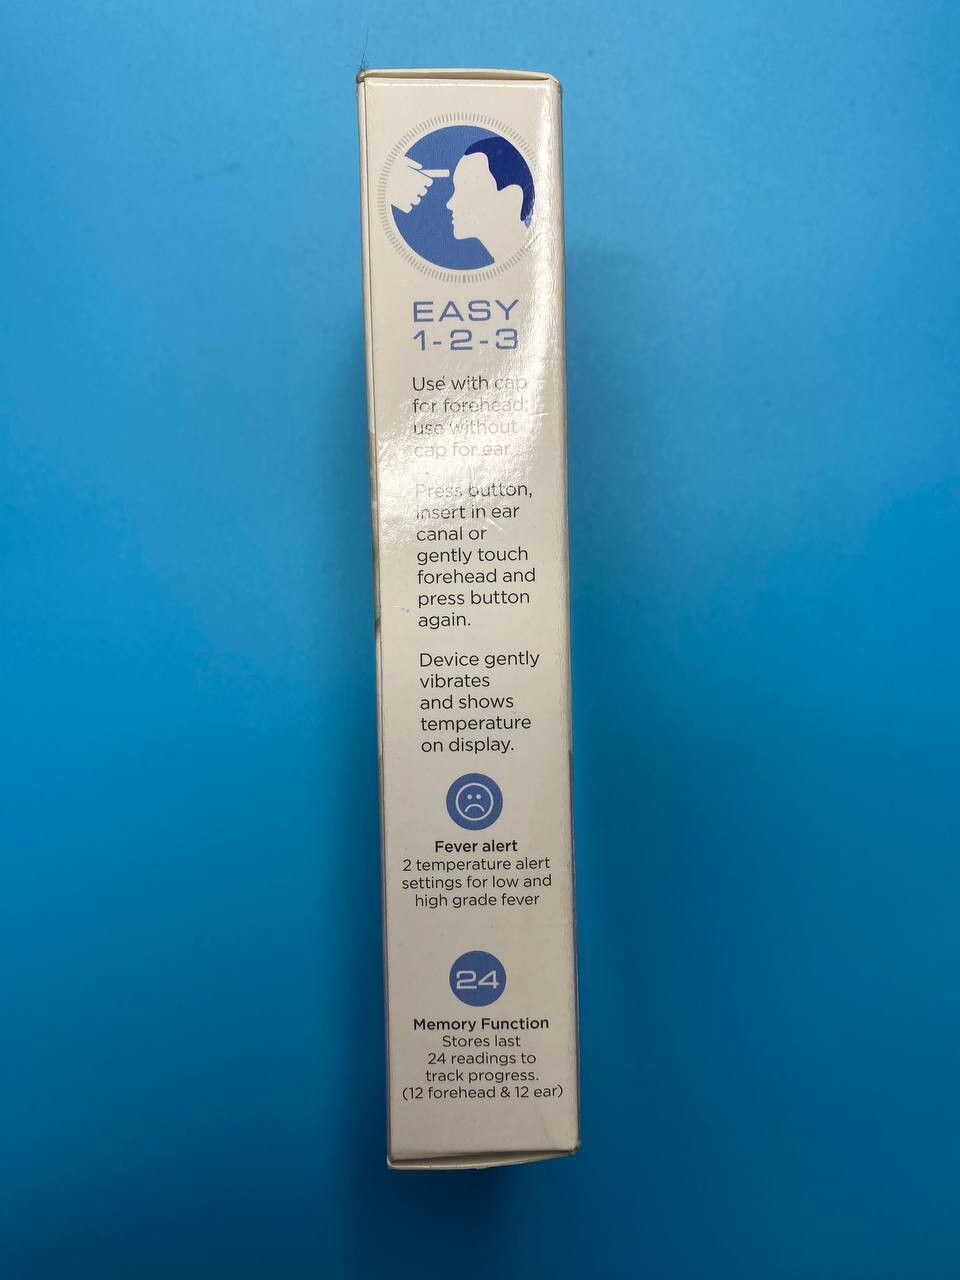 EASY
1-2-3
Use with cap
for forehead;
use without
cap for ear.
Press button,
insert in ear
canal or
gently touch
forehead and
press button
again.
Device gently
vibrates
and shows
temperature
on display.
Fever alert
2 temperature alert
settings for low and
high grade fever
24
Memory Function
Stores last
24 readings to
track progress.
(12 forehead & 12 ear)